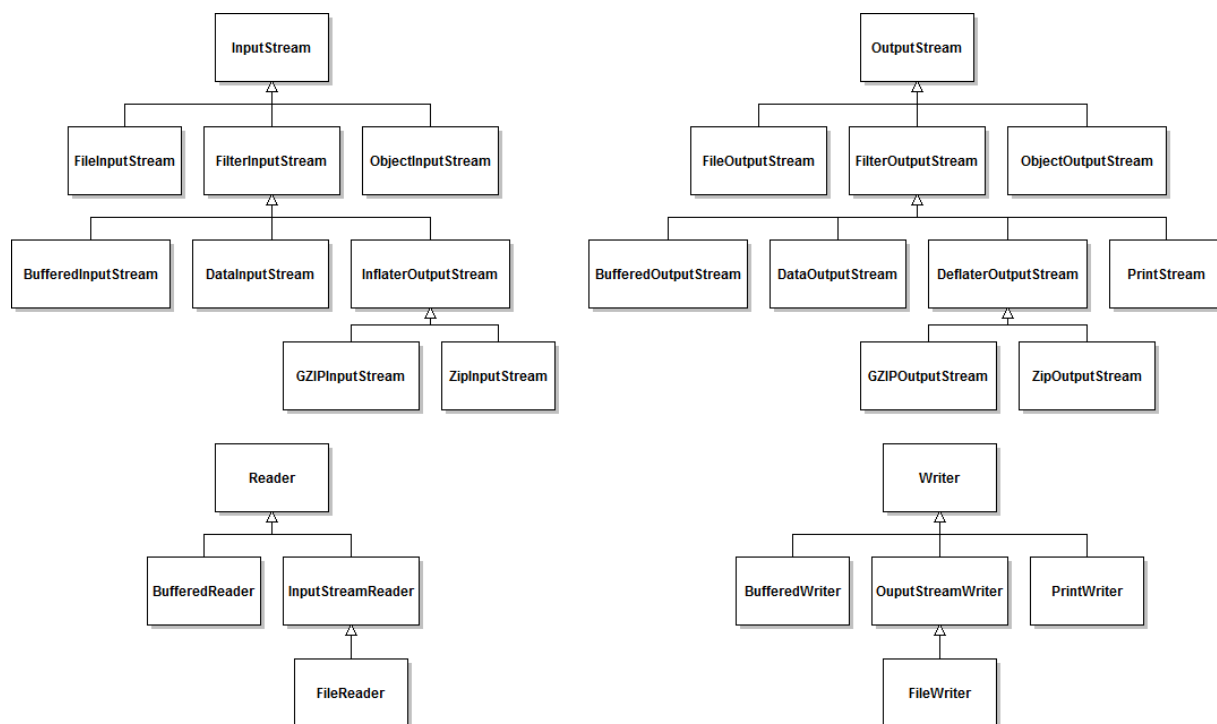 InputStream
OutputStream
FileInputStream
FilterInputStream
ObjectInputStream
FileOutputStream
FilterOutputStream
ObjectOutputStream
BufferedInputStream
DataInputStream
InflaterOutputStream
BufferedOutputStream
DataOutputStream
DeflaterOutputStream
PrintStream
GZIPInputStream
ZipInputStream
GZIPOutputStream
ZipOutputStream
Reader
Writer
BufferedReader
InputStreamReader
BufferedWriter
OuputStreamWriter
PrintWriter
FileReader
FileWriter